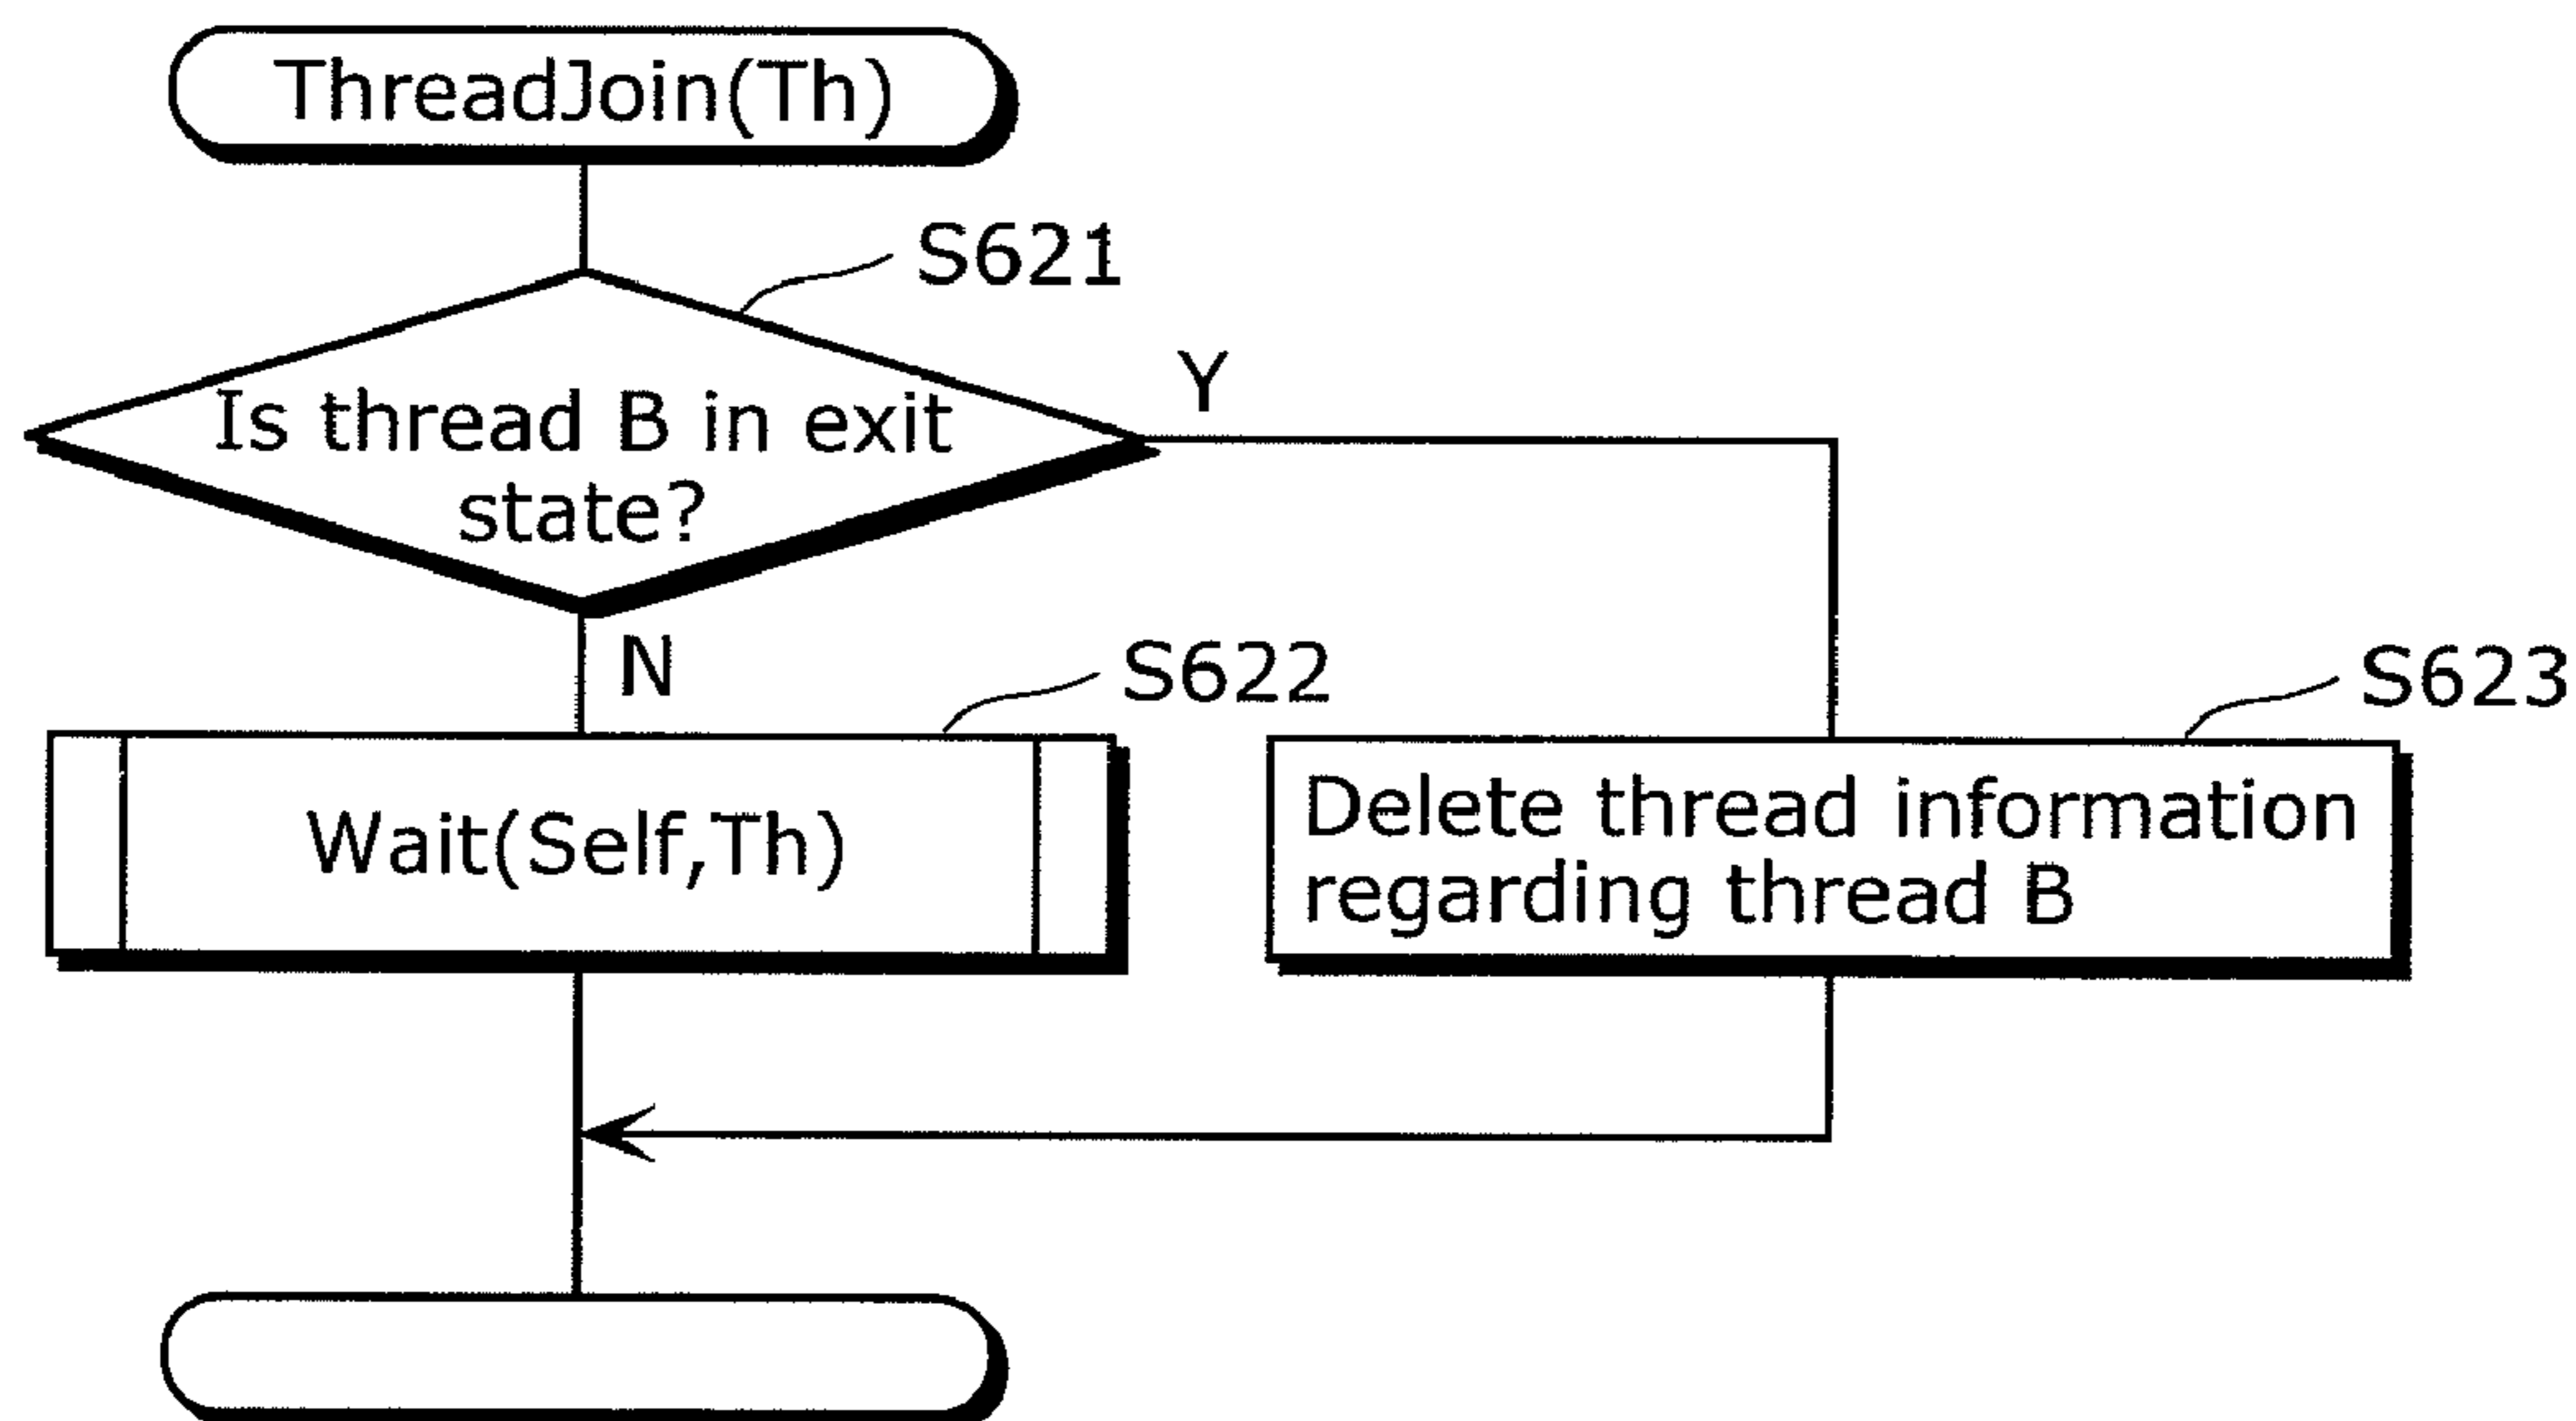 ThreadJoin(Th)
S621
Is thread B in exit
state?
Y
N
S622
Wait(Self,Th)
S623
Delete thread information
regarding thread B